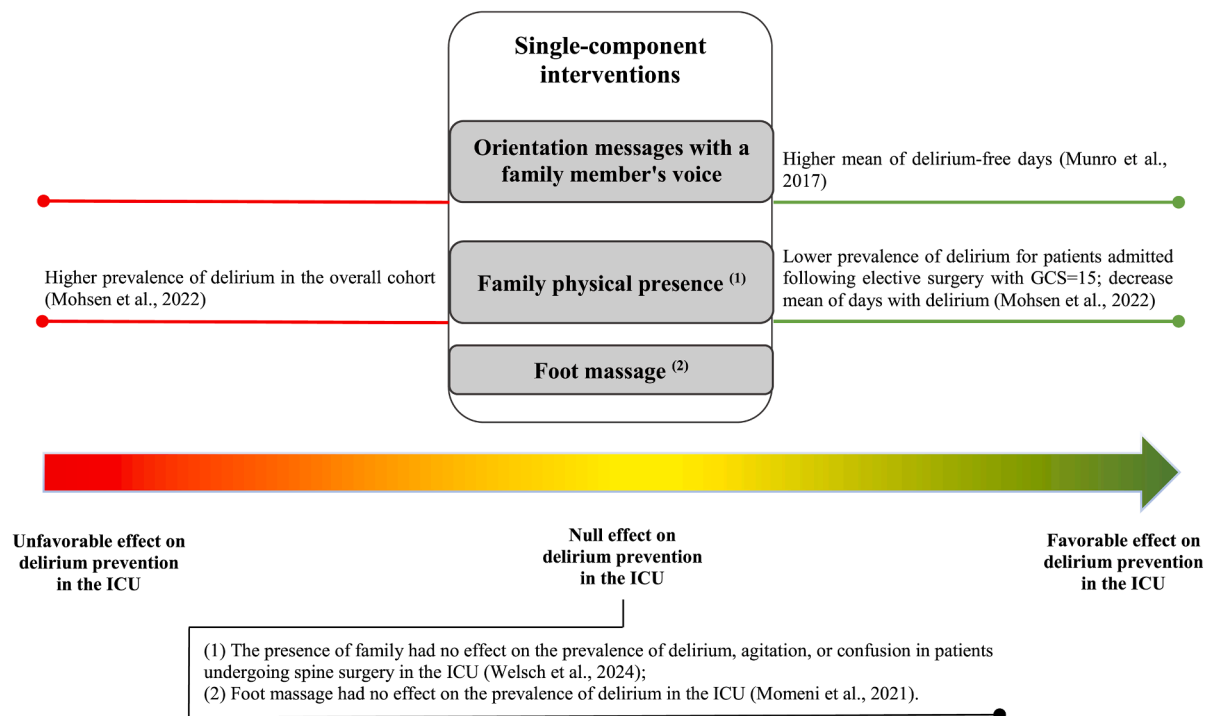 Single-component
interventions
Orientation messages with a
family member's voice
Higher mean of delirium-free days (Munro et al.,
2017)
Higher prevalence of delirium in the overall cohort
(Mohsen et al., 2022)
Family physical presence (1)
Lower prevalence of delirium for patients admitted
following elective surgery with GCS=15; decrease
mean of days with delirium (Mohsen et al., 2022)
Foot massage (2)
Unfavorable effect on
delirium prevention
in the ICU
Null effect on
delirium prevention
in the ICU
Favorable effect on
delirium prevention
in the ICU
(1) The presence of family had no effect on the prevalence of delirium, agitation, or confusion in patients
undergoing spine surgery in the ICU (Welsch et al., 2024);
(2) Foot massage had no effect on the prevalence of delirium in the ICU (Momeni et al., 2021).